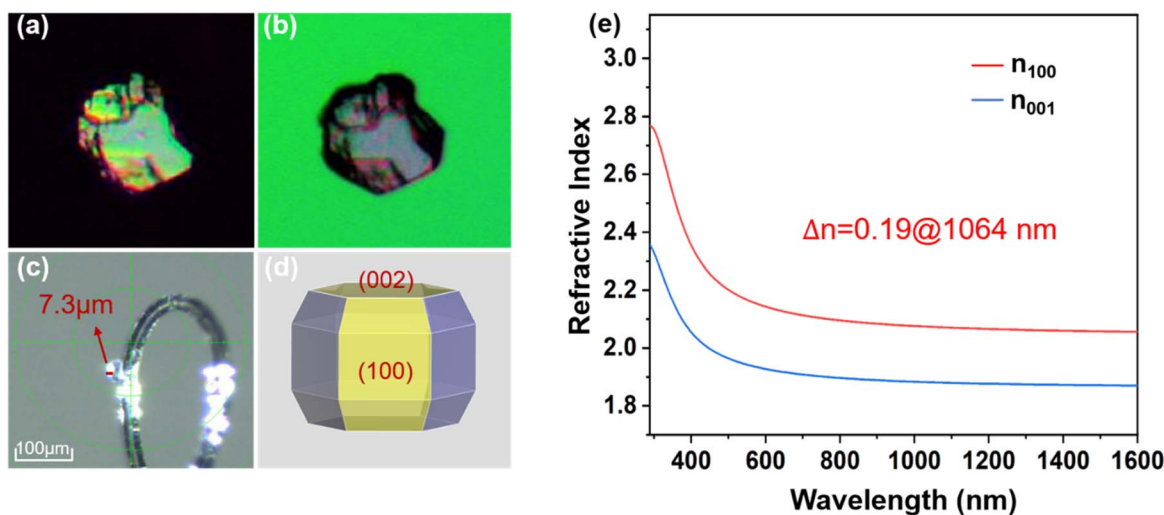 (a)
(b)
(c)
7.3μm
100μm
(d)
(002)
(100)
(e)
n100
n001
Δn=0.19@1064 nm
Refractive Index
3.0
2.8
2.6
2.4
2.2
2.0
1.8
400 600 800 1000 1200 1400 1600
Wavelength (nm)